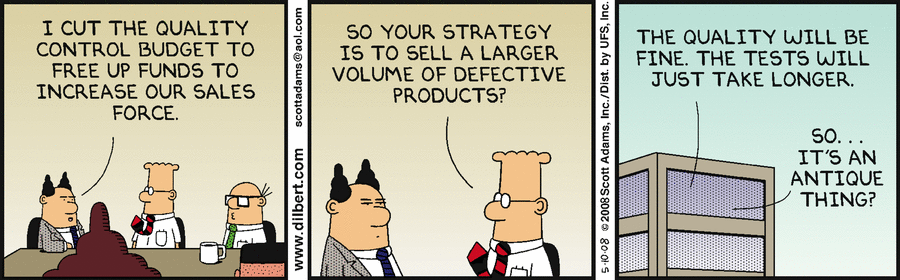 I CUT THE QUALITY
CONTROL BUDGET TO
FREE UP FUNDS TO
INCREASE OUR SALES
FORCE.
www.dilbert.com scottadams@aol.com
SO YOUR STRATEGY
IS TO SELL A LARGER
VOLUME OF DEFECTIVE
PRODUCTS?
5-10-08 ©2008 Scott Adams, Inc./Dist. by UFS, Inc.
THE QUALITY WILL BE
FINE. THE TESTS WILL
JUST TAKE LONGER.
SO...
IT'S AN
ANTIQUE
THING?